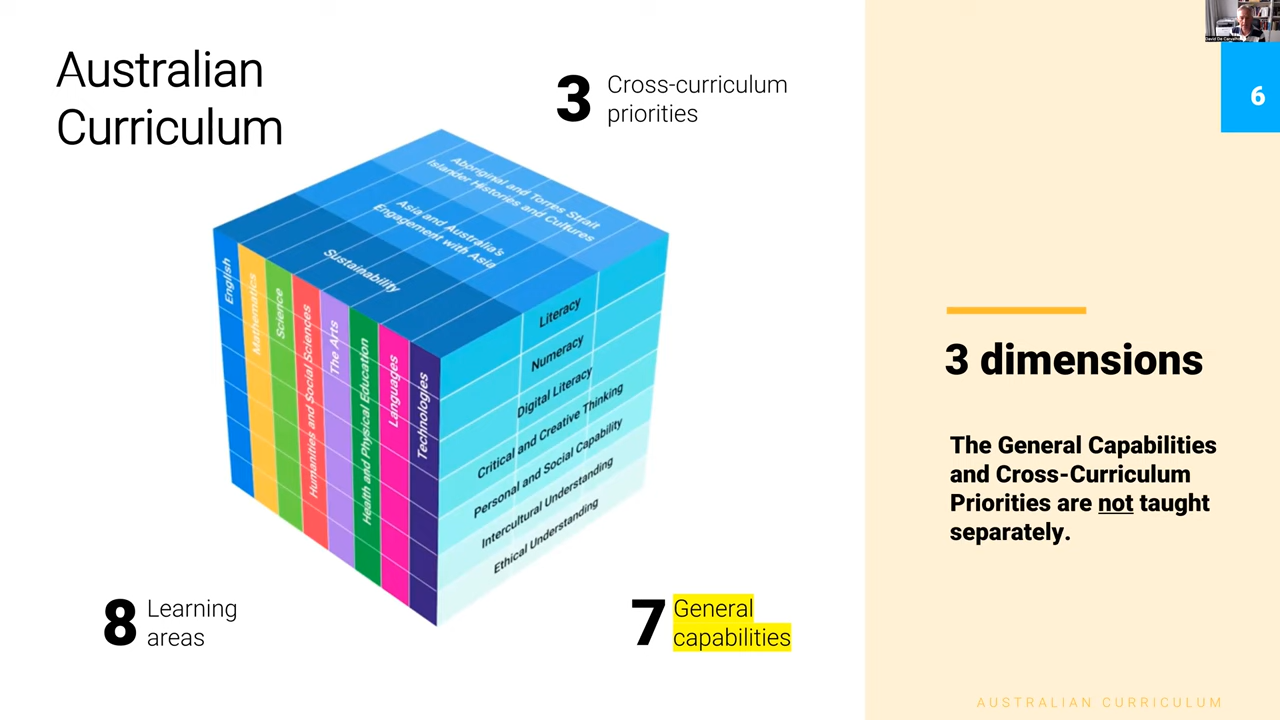 Australian
Curriculum
3
Cross-curriculum
priorities
Aboriginal and Torres Strait
Islander Histories and Cultures
Asia and Australia's
Engagement with Asia
Sustainability
English
Mathematics
Science
Humanities and Social Sciences
The Arts
Health and Physical Education
Languages
Technologies
Literacy
Numeracy
Digital Literacy
Critical and Creative Thinking
Personal and Social Capability
Intercultural Understanding
Ethical Understanding
8
Learning
areas
7
General
capabilities
David De Carvalho
6
3 dimensions
The General Capabilities
and Cross-Curriculum
Priorities are not taught
separately.
AUSTRALIAN CURRICULUM